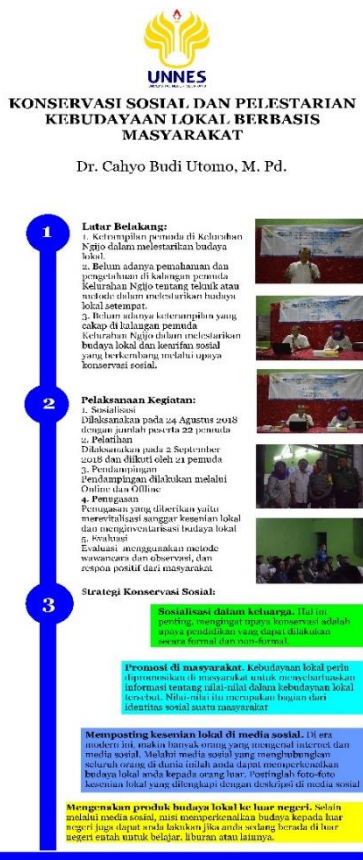 UNNES
KONSERVASI SOSIAL DAN PELESTARIAN
KEBUDAYAAN LOKAL BERBASIS
MASYARAKAT
Dr. Cahyo Budi Utomo, M. Pd.
1
Latar Belakang:
1. Ketrampilan pemuda di Kelurahan
Ngijo dalam melestarikan budaya
lokal.
2. Belum adanya pemahaman dan
pengetahuan di kalangan pemuda
Kelurahan Ngijo tentang teknik atau
metode dalam melestarikan budaya
lokal setempat.
3. Belum adanya keterampilan yang
cakap di kalangan pemuda
Kelurahan Ngijo dalam melestarikan
budaya lokal dan kearifan sosial
yang berkembang melalui upaya
konservasi sosial.
2
Pelaksanaan Kegiatan:
1. Sosialisasi
Dilaksanakan pada 24 Agustus 2018
dengan jumlah peserta 22 pemuda
2. Pelatihan
Dilaksanakan pada 2 September
2018 dan diikuti oleh 21 pemuda
3. Pendampingan
Pendampingan dilakukan melalui
Online dan Offline
4. Penugasan
Penugasan yang diberikan yaitu
merevitalisasi sanggar kesenian lokal
dan menginventarisasi budaya lokal
5. Evaluasi
Evaluasi menggunakan metode
wawancara dan observasi, dan
respon positif dari masyarakat
3
Strategi Konservasi Sosial:
Sosialisasi dalam keluarga. Hal ini
penting, mengingat upaya konservasi adalah
upaya pendidikan yang dapat dilakukan
secara formal dan non-formal.
Promosi di masyarakat. Kebudayaan lokal perlu
dipromosikan di masyarakat untuk menyebarluaskan
informasi tentang nilai-nilai dalam kebudayaan lokal
tersebut. Nilai-nilai itu merupakan bagian dari
identitas sosial suatu masyarakat
Memposting kesenian lokal di media sosial. Di era
modern ini, makin banyak orang yang mengenal internet dan
media sosial. Melalui media sosial yang menghubungkan
seluruh orang di dunia inilah anda dapat memperkenalkan
budaya lokal anda kepada orang luar. Postinglah foto-foto
kesenian lokal yang dilengkapi dengan deskripsi di media sosial
Mengenakan produk budaya lokal ke luar negeri. Selain
melalui media sosial, misi memperkenalkan budaya kepada luar
negeri juga dapat anda lakukan jika anda sedang berada di luar
negeri entah untuk belajar, liburan atau lainnya.